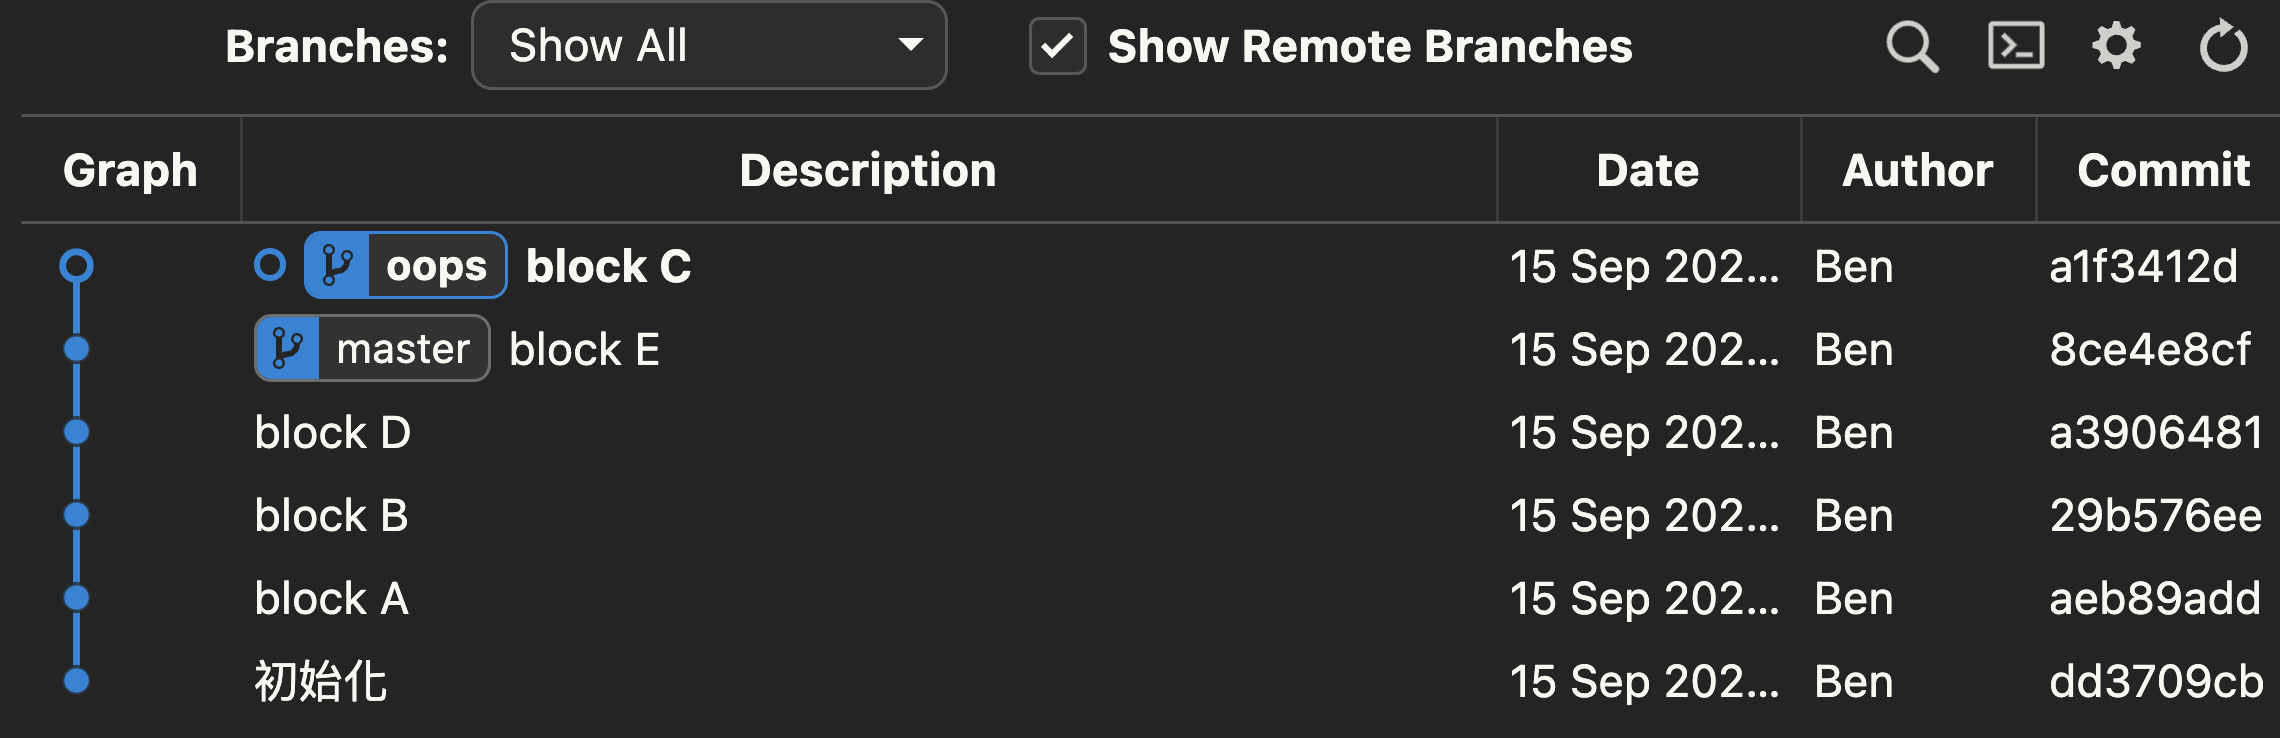 Branches: Show All Show Remote Branches
Graph Description Date Author Commit
oops block C 15 Sep 202... Ben a1f3412d
master block E 15 Sep 202... Ben 8ce4e8cf
block D 15 Sep 202... Ben a3906481
block B 15 Sep 202... Ben 29b576ee
block A 15 Sep 202... Ben aeb89add
初始化 15 Sep 202... Ben dd3709cb